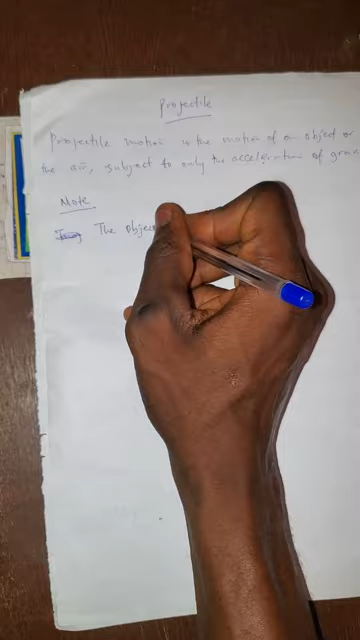 Projectile
Projectile motion is the motion of an object or
the air, subject to only the acceleration of grav
Note
The objec